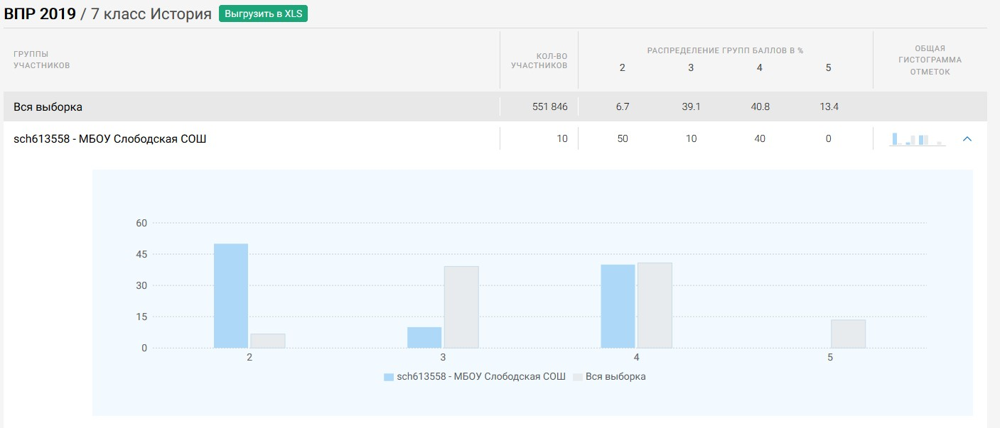 ВПР 2019 / 7 класс История Выгрузить в XLS
ГРУППЫ
УЧАСТНИКОВ
КОЛ-ВО
УЧАСТНИКОВ
РАСПРЕДЕЛЕНИЕ ГРУПП БАЛЛОВ В %
2 3 4 5
ОБЩАЯ
ГИСТОГРАММА
ОТМЕТОК
Вся выборка 551 846 6.7 39.1 40.8 13.4
sch613558 - МБОУ Слободская СОШ 10 50 10 40 0
60
45
30
15
0
2 3 4 5
sch613558 - МБОУ Слободская СОШ Вся выборка